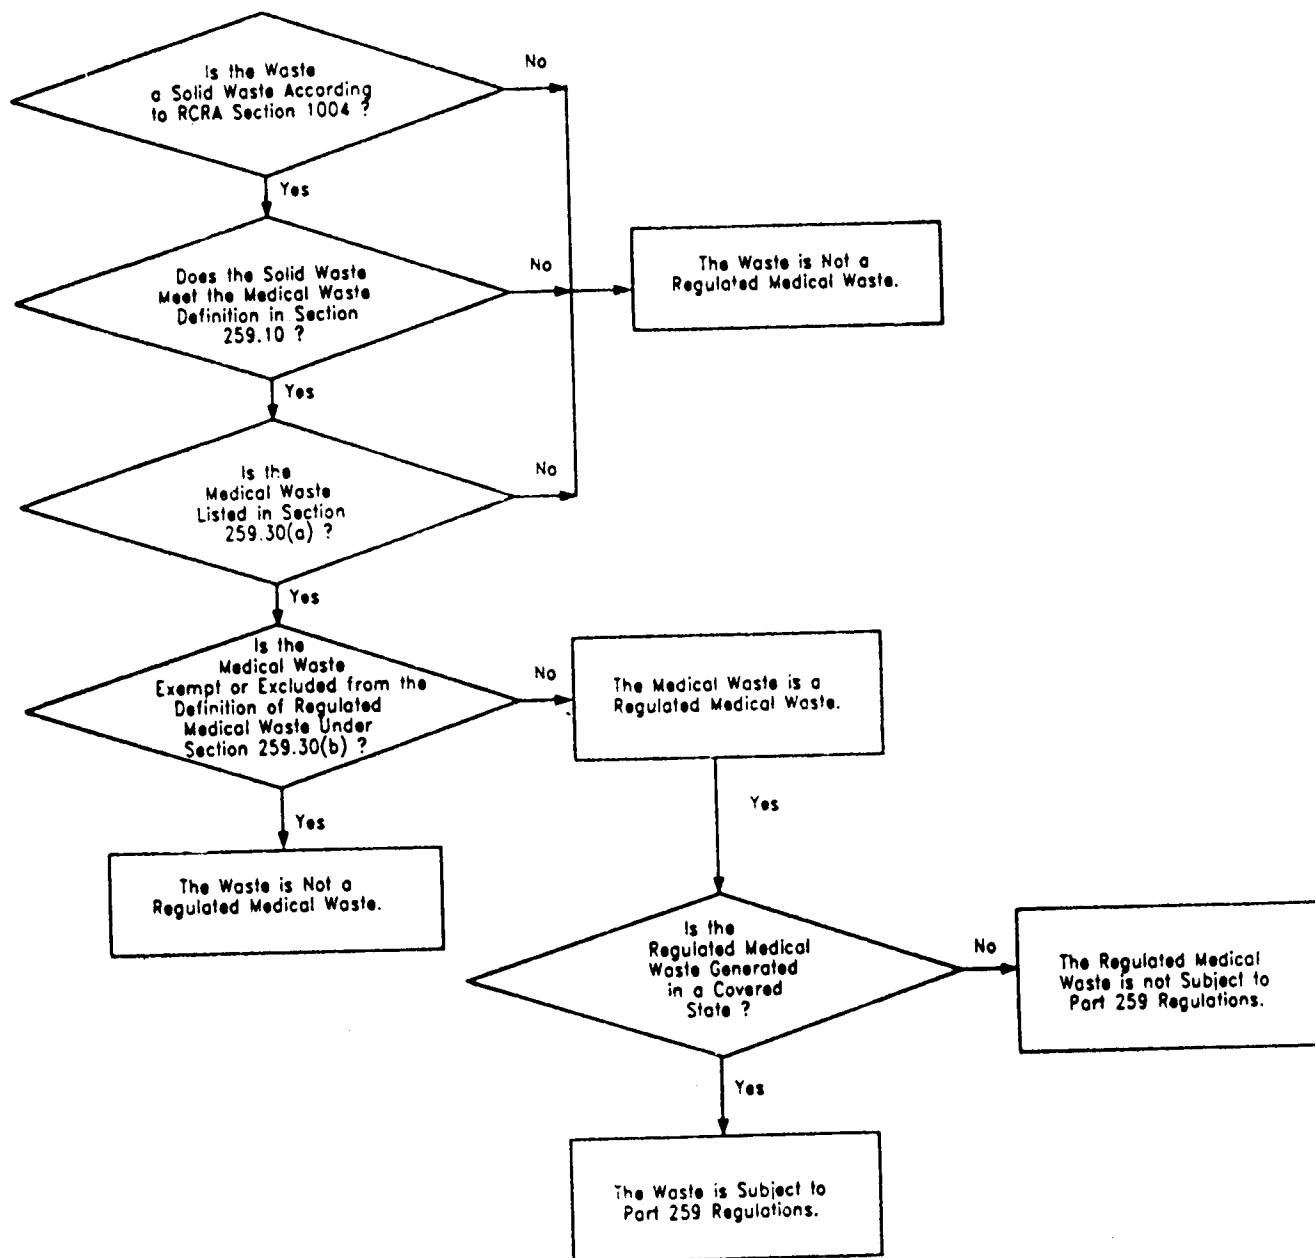 Is the Waste
a Solid Waste According
to RCRA Section 1004 ?
No
Yes
Does the Solid Waste
Meet the Medical Waste
Definition in Section
259.10 ?
No
The Waste is Not a
Regulated Medical Waste.
Yes
Is the
Medical Waste
Listed in Section
259.30(a) ?
No
Yes
Is the
Medical Waste
Exempt or Excluded from the
Definition of Regulated
Medical Waste Under
Section 259.30(b) ?
No
The Medical Waste is a
Regulated Medical Waste.
Yes
Yes
The Waste is Not a
Regulated Medical Waste.
Is the
Regulated Medical
Waste Generated
in a Covered
State ?
No
The Regulated Medical
Waste is not Subject to
Part 259 Regulations.
Yes
The Waste is Subject to
Part 259 Regulations.